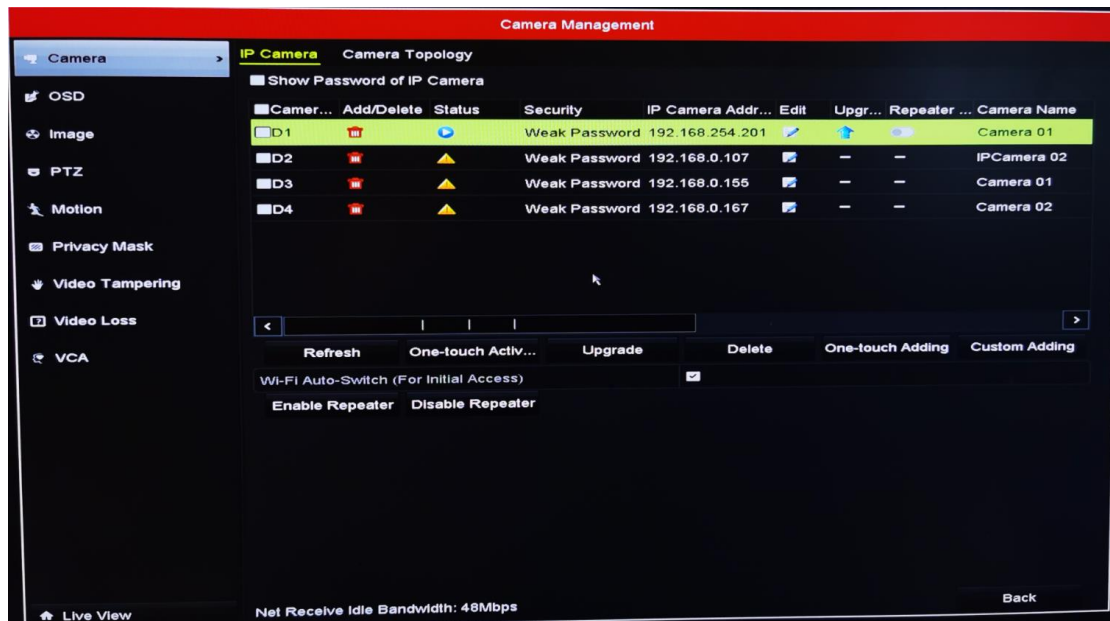 Camera Management
Camera >
OSD
Image
PTZ
Motion
Privacy Mask
Video Tampering
Video Loss
VCA
Live View
IP Camera Camera Topology
Show Password of IP Camera
Camer... Add/Delete Status Security IP Camera Addr... Edit Upgr... Repeater ... Camera Name
D1 Weak Password 192.168.254.201 Camera 01
D2 Weak Password 192.168.0.107 – – IPCamera 02
D3 Weak Password 192.168.0.155 – – Camera 01
D4 Weak Password 192.168.0.167 – – Camera 02
< >
Refresh One-touch Activ... Upgrade Delete One-touch Adding Custom Adding
Wi-Fi Auto-Switch (For Initial Access)
Enable Repeater Disable Repeater
Net Receive Idle Bandwidth: 48Mbps
Back